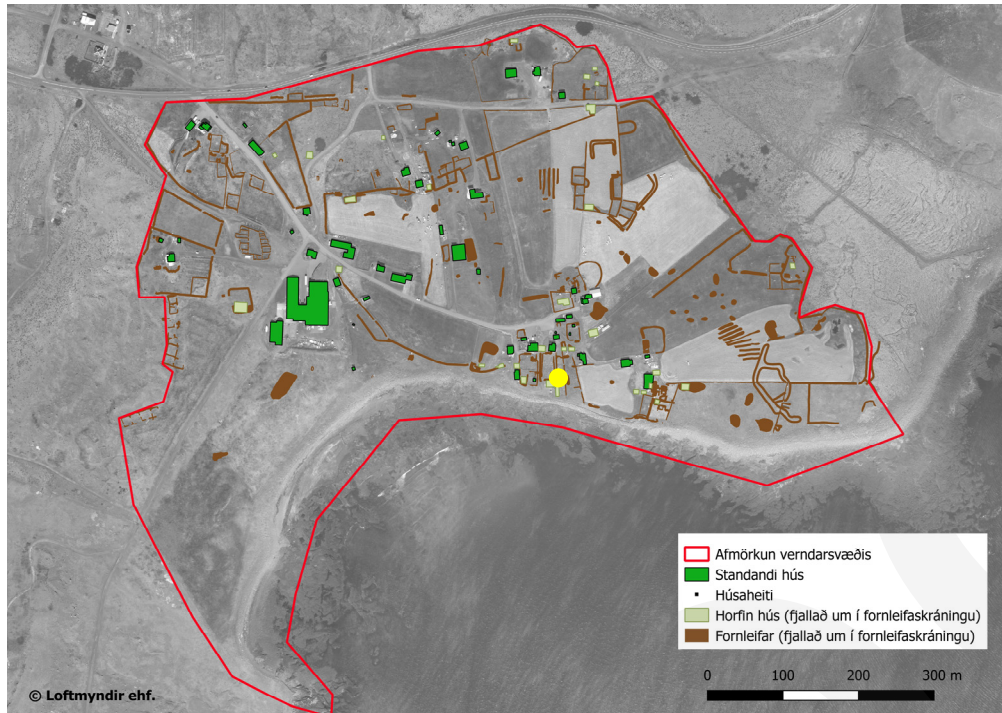 Afmörkun verndarsvæðis
Standandi hús
Húsaheiti
Horfin hús (fjallað um í fornleifaskráningu)
Fornleifar (fjallað um í fornleifaskráningu)
0 100 200 300 m
© Loftmyndir ehf.